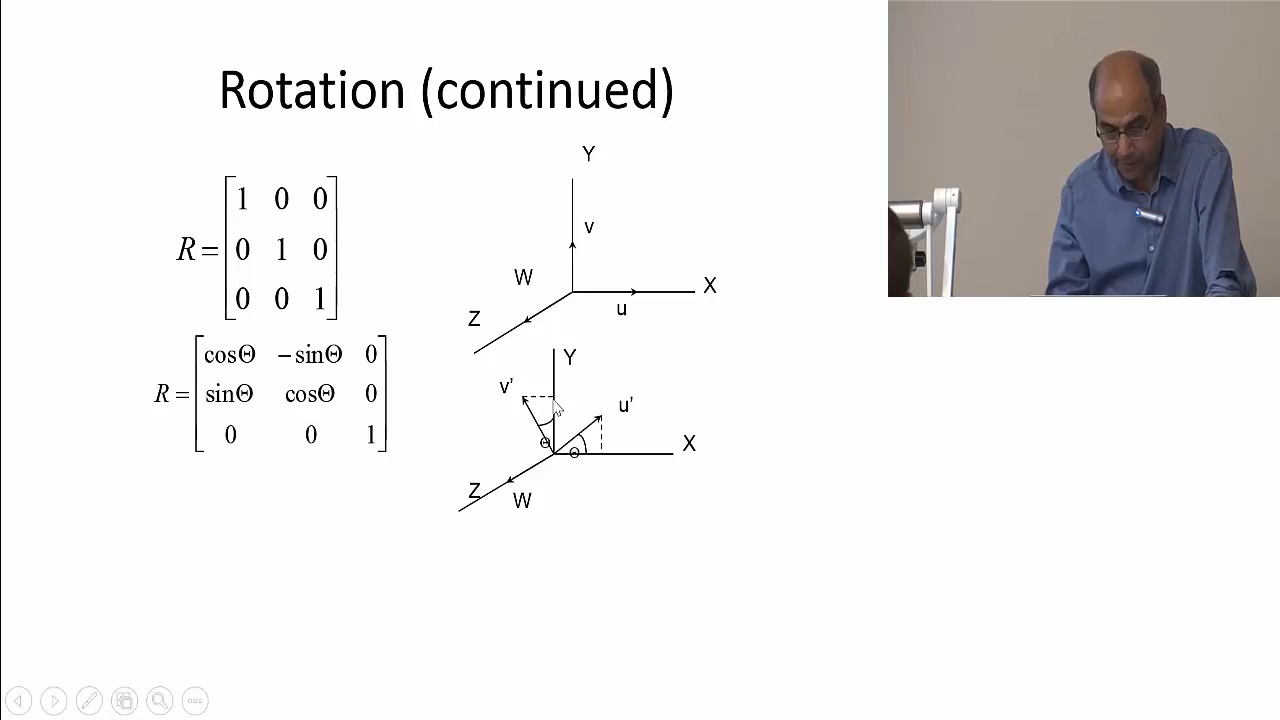 Rotation (continued)
R = [1 0 0
0 1 0
0 0 1]
Y
v
W
X
u
Z
R = [cosΘ −sinΘ 0
sinΘ cosΘ 0
0 0 1]
Y
v'
u'
Θ
Θ
X
Z
W